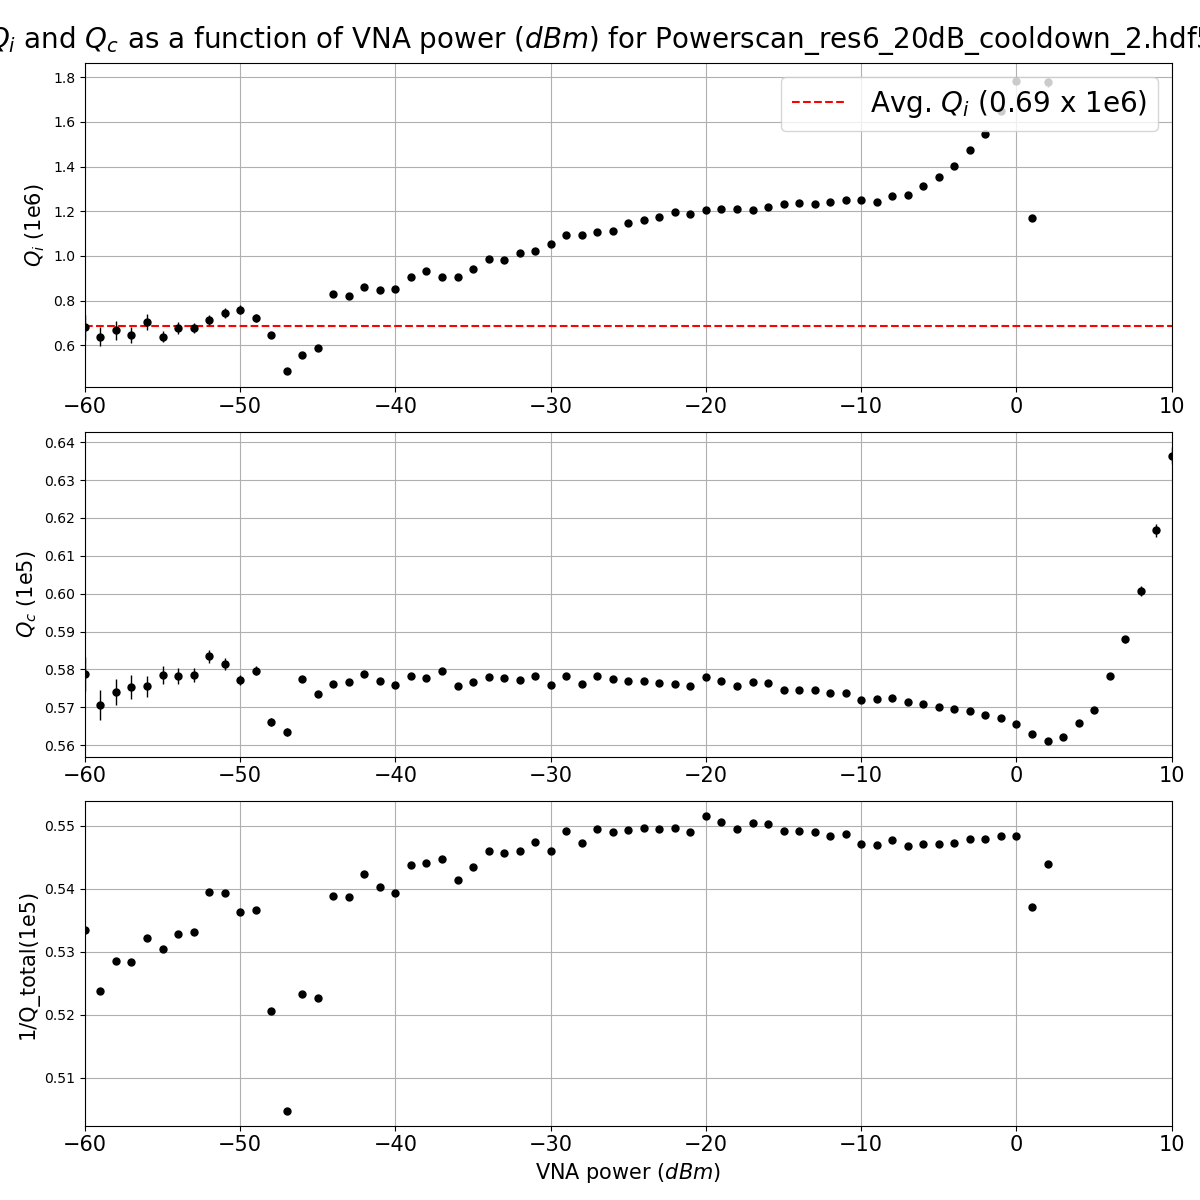 Q_i and Q_c as a function of VNA power (dBm) for Powerscan_res6_20dB_cooldown_2.hdf5
Avg. Q_i (0.69 x 1e6)
Q_i (1e6)
1.8
1.6
1.4
1.2
1.0
0.8
0.6
−60 −50 −40 −30 −20 −10 0 10
Q_c (1e5)
0.64
0.63
0.62
0.61
0.60
0.59
0.58
0.57
0.56
−60 −50 −40 −30 −20 −10 0 10
1/Q_total(1e5)
0.55
0.54
0.53
0.52
0.51
−60 −50 −40 −30 −20 −10 0 10
VNA power (dBm)